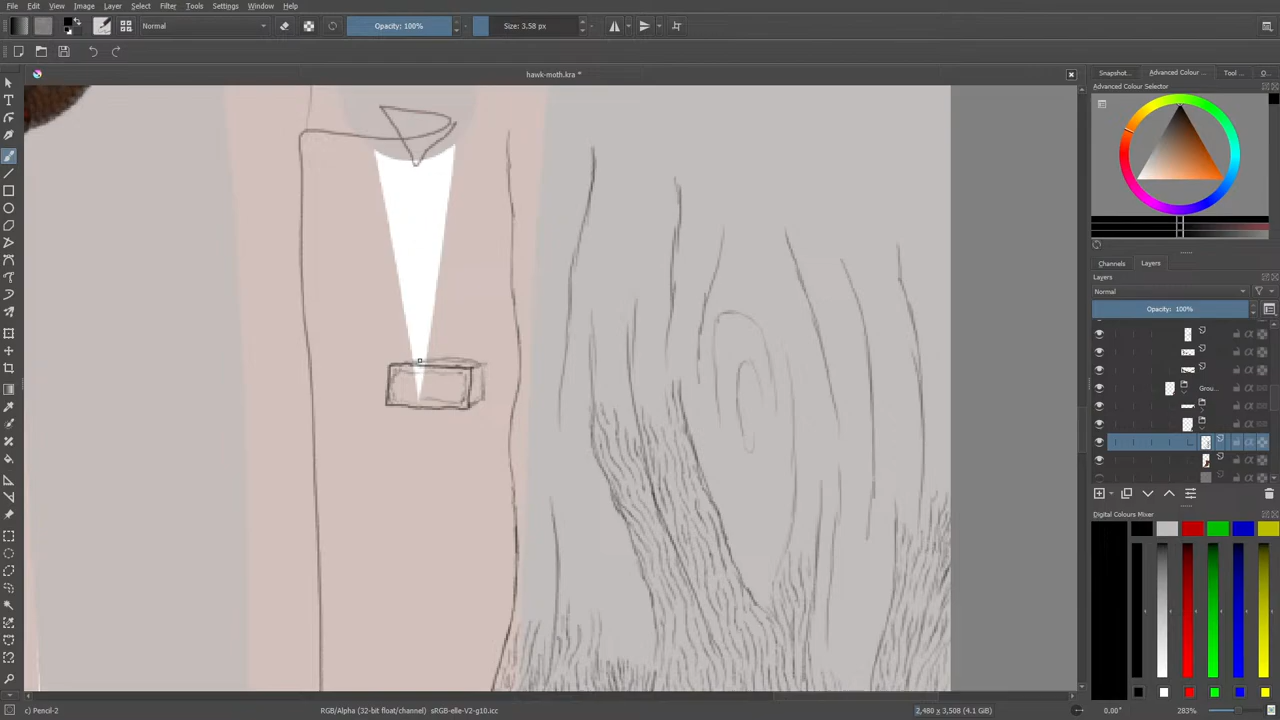 File Edit View Image Layer Select Filter Tools Settings Window Help
Normal
Opacity: 100%
Size: 3.58 px
hawk-moth.kra *
Snapshot...
Advanced Colour ...
Tool ...
O...
Advanced Colour Selector
Channels
Layers
Layers
Normal
Opacity: 100%
Grou...
Digital Colours Mixer
c) Pencil-2
RGB/Alpha (32-bit float/channel) sRGB-elle-V2-g10.icc
2,480 x 3,508 (4.1 GiB)
0.00°
283%